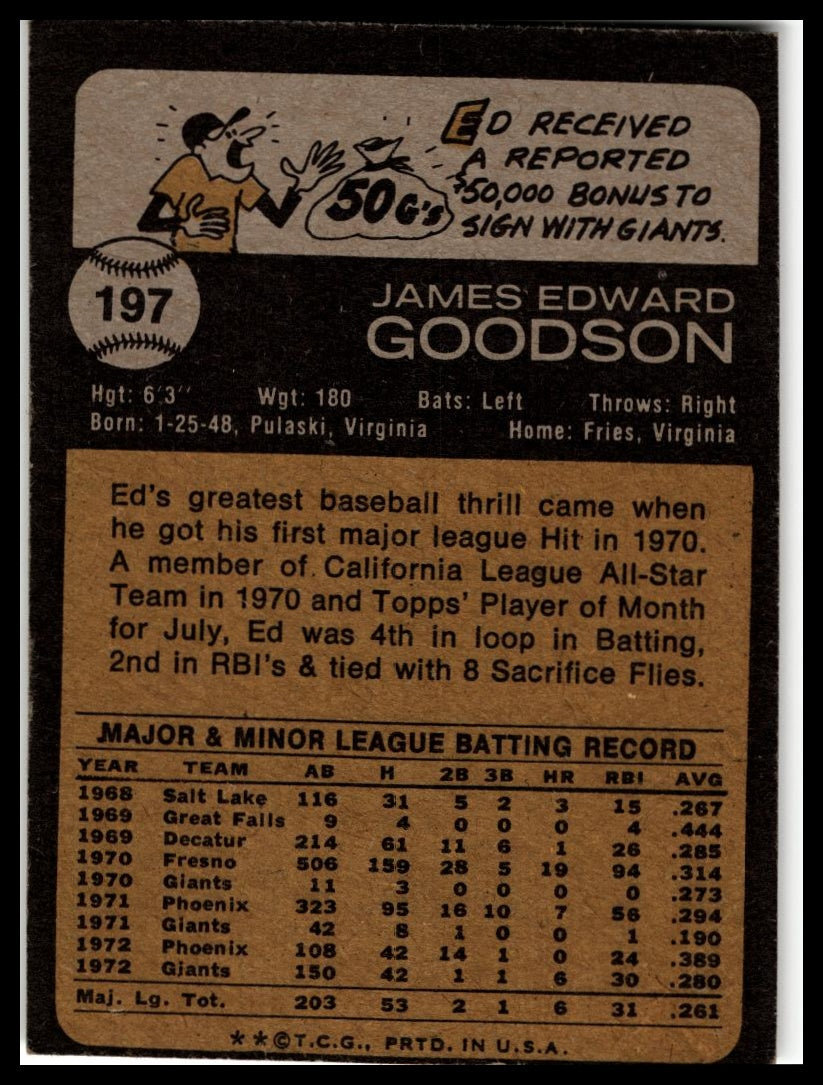 ED RECEIVED
A REPORTED
$50,000 BONUS TO
SIGN WITH GIANTS.
50 G's
197
JAMES EDWARD
GOODSON
Hgt: 6'3" Wgt: 180 Bats: Left Throws: Right
Born: 1-25-48, Pulaski, Virginia Home: Fries, Virginia
Ed's greatest baseball thrill came when
he got his first major league Hit in 1970.
A member of California League All-Star
Team in 1970 and Topps' Player of Month
for July, Ed was 4th in loop in Batting,
2nd in RBI's & tied with 8 Sacrifice Flies.
MAJOR & MINOR LEAGUE BATTING RECORD
YEAR TEAM AB H 2B 3B HR RBI AVG
1968 Salt Lake 116 31 5 2 3 15 .267
1969 Great Falls 9 4 0 0 0 4 .444
1969 Decatur 214 61 11 6 1 26 .285
1970 Fresno 506 159 28 5 19 94 .314
1970 Giants 11 3 0 0 0 0 .273
1971 Phoenix 323 95 16 10 7 56 .294
1971 Giants 42 8 1 0 0 1 .190
1972 Phoenix 108 42 14 1 0 24 .389
1972 Giants 150 42 1 1 6 30 .280
Maj. Lg. Tot. 203 53 2 1 6 31 .261
**©T.C.G., PRTD. IN U.S.A.